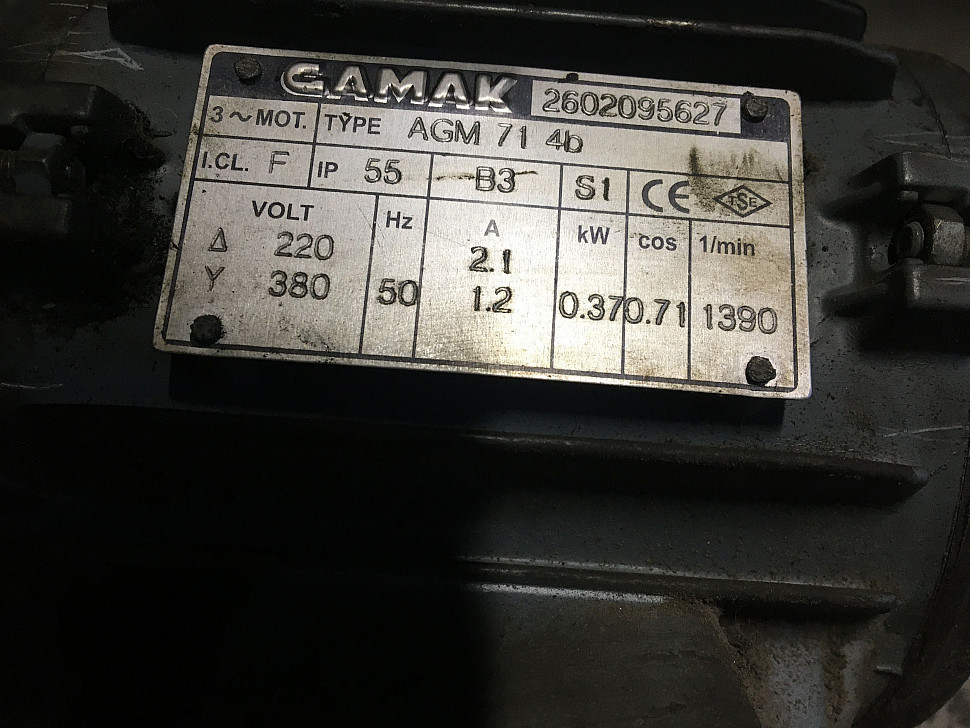 GAMAK 2602095627
3~MOT. TYPE AGM 71 4b
I.CL. F IP 55 B3 S1 CE TSE
VOLT Hz A kW cos 1/min
Δ 220 2.1
Y 380 50 1.2 0.37 0.71 1390